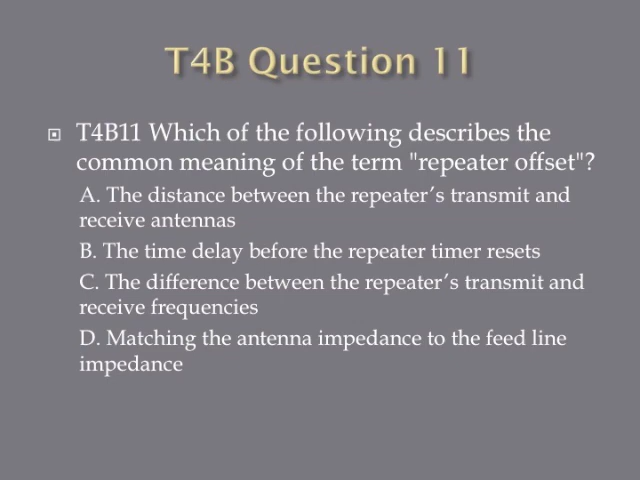 T4B Question 11
T4B11 Which of the following describes the
common meaning of the term "repeater offset"?
A. The distance between the repeater’s transmit and
receive antennas
B. The time delay before the repeater timer resets
C. The difference between the repeater’s transmit and
receive frequencies
D. Matching the antenna impedance to the feed line
impedance